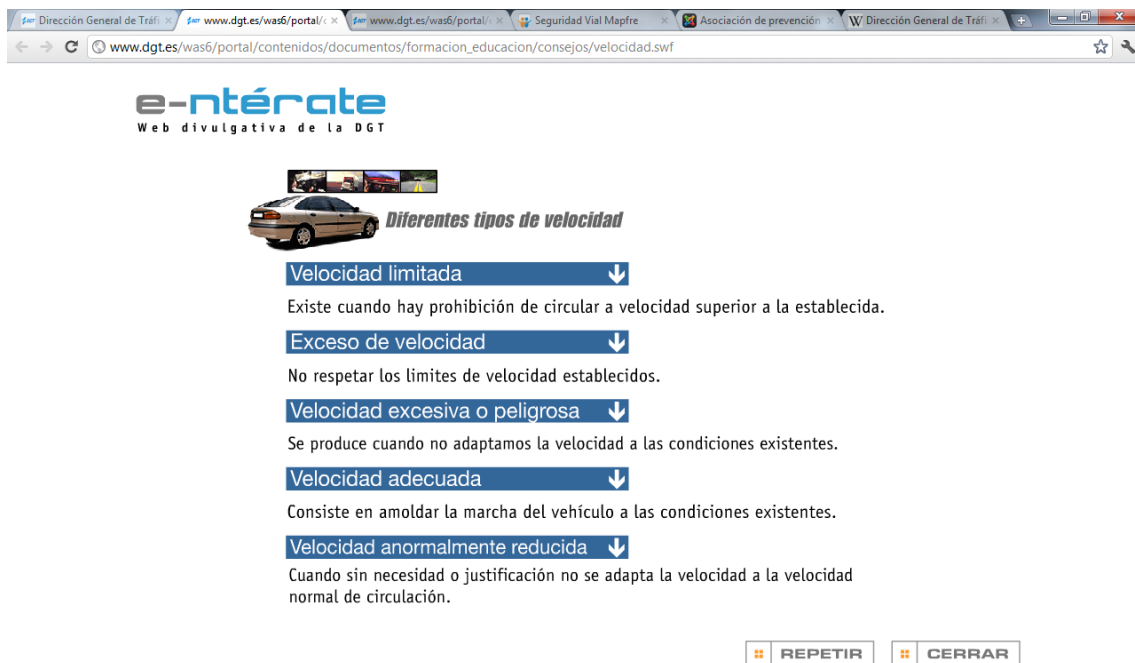 Dirección General de Tráfi
www.dgt.es/was6/portal/c
www.dgt.es/was6/portal/c
Seguridad Vial Mapfre
Asociación de prevención
Dirección General de Tráfi
www.dgt.es/was6/portal/contenidos/documentos/formacion_educacion/consejos/velocidad.swf
e-ntérate
Web divulgativa de la DGT
Diferentes tipos de velocidad
Velocidad limitada
Existe cuando hay prohibición de circular a velocidad superior a la establecida.
Exceso de velocidad
No respetar los limites de velocidad establecidos.
Velocidad excesiva o peligrosa
Se produce cuando no adaptamos la velocidad a las condiciones existentes.
Velocidad adecuada
Consiste en amoldar la marcha del vehículo a las condiciones existentes.
Velocidad anormalmente reducida
Cuando sin necesidad o justificación no se adapta la velocidad a la velocidad
normal de circulación.
REPETIR
CERRAR